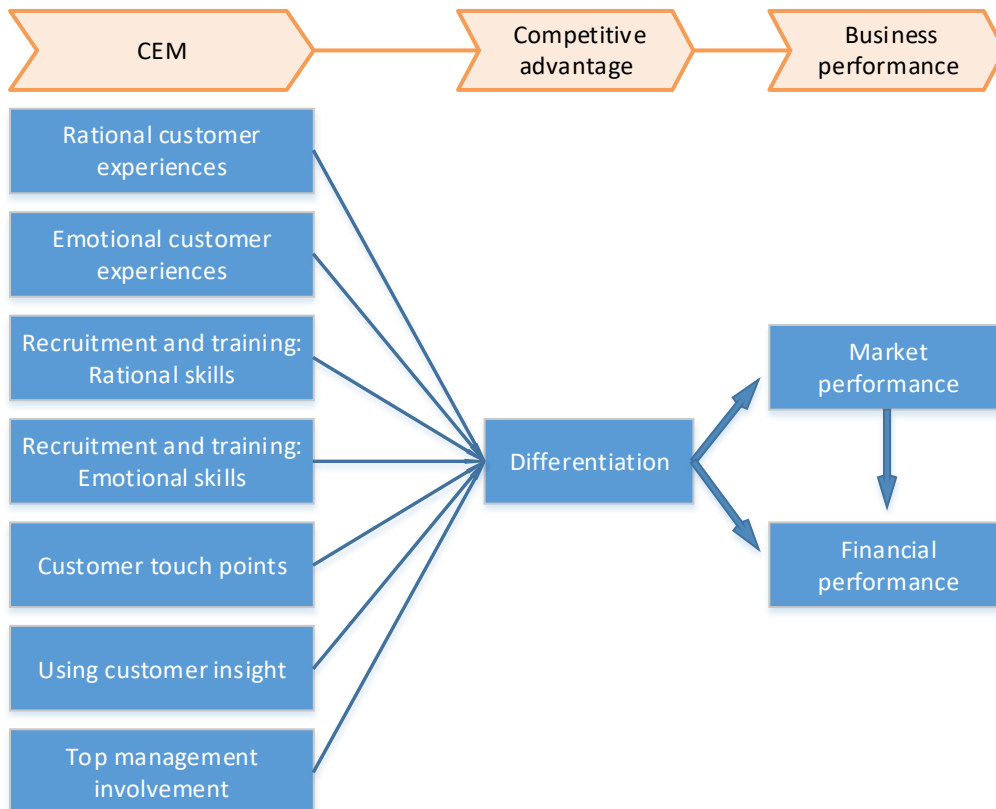 CEM
Competitive
advantage
Business
performance
Rational customer
experiences
Emotional customer
experiences
Recruitment and training:
Rational skills
Market
performance
Recruitment and training:
Emotional skills
Differentiation
Customer touch points
Financial
performance
Using customer insight
Top management
involvement